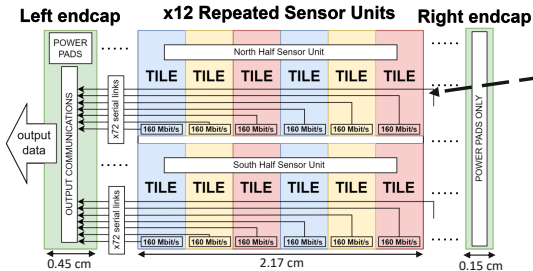 Left endcap
x12 Repeated Sensor Units
Right endcap
POWER
PADS
North Half Sensor Unit
TILE TILE TILE TILE TILE TILE
x72 serial links
160 Mbit/s 160 Mbit/s 160 Mbit/s 160 Mbit/s 160 Mbit/s 160 Mbit/s
OUTPUT COMMUNICATIONS
output
data
South Half Sensor Unit
TILE TILE TILE TILE TILE TILE
x72 serial links
160 Mbit/s 160 Mbit/s 160 Mbit/s 160 Mbit/s 160 Mbit/s 160 Mbit/s
POWER PADS ONLY
0.45 cm
2.17 cm
0.15 cm